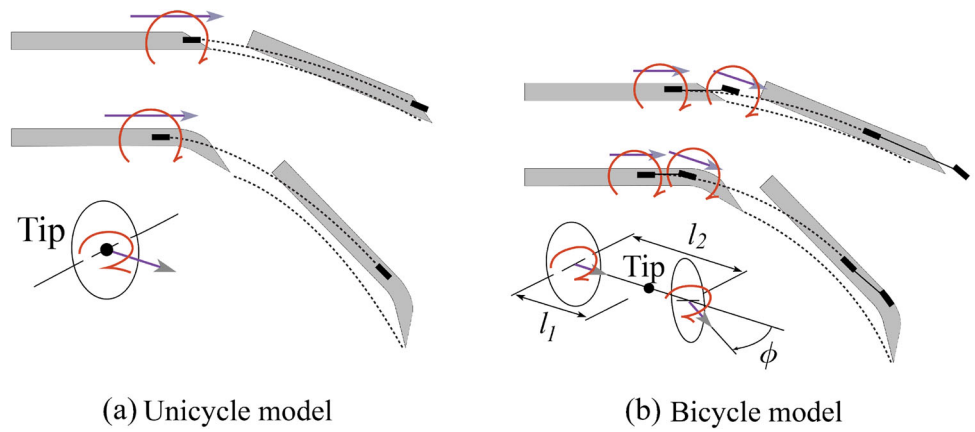 Tip
l2
Tip
l1
ϕ
(a) Unicycle model
(b) Bicycle model